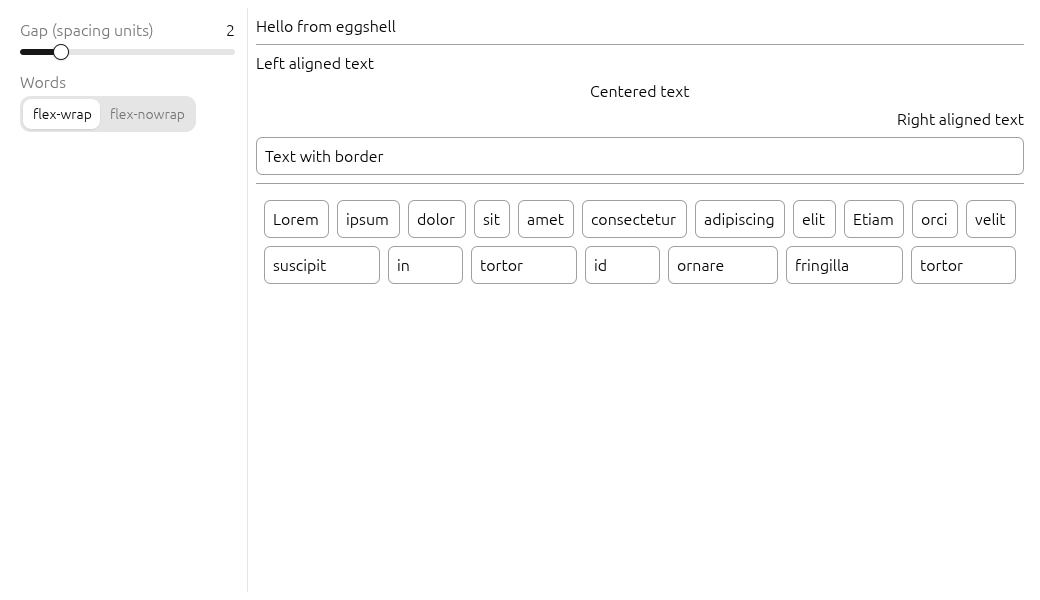 Gap (spacing units) 2
Words
flex-wrap flex-nowrap
Hello from eggshell
Left aligned text
Centered text
Right aligned text
Text with border
Lorem ipsum dolor sit amet consectetur adipiscing elit Etiam orci velit
suscipit in tortor id ornare fringilla tortor